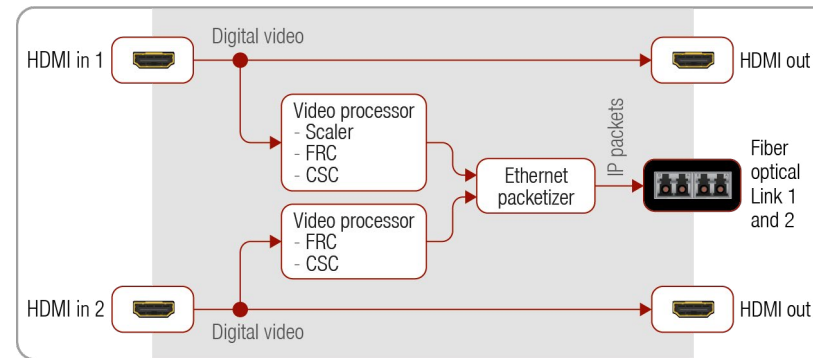 Digital video
HDMI in 1
HDMI out
Video processor
- Scaler
- FRC
- CSC
IP packets
Ethernet
packetizer
Fiber
optical
Link 1
and 2
Video processor
- FRC
- CSC
HDMI in 2
HDMI out
Digital video